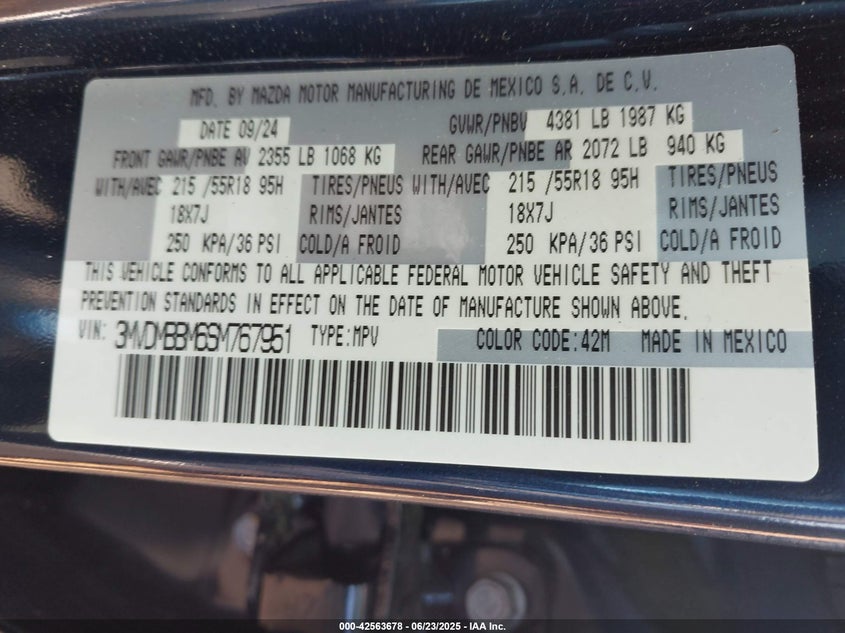 MFD. BY MAZDA MOTOR MANUFACTURING DE MEXICO S.A. DE C.V.
DATE 09/24 GVWR/PNBV 4381 LB 1987 KG
FRONT GAWR/PNBE AV 2355 LB 1068 KG REAR GAWR/PNBE AR 2072 LB 940 KG
WITH/AVEC 215 /55R18 95H TIRES/PNEUS WITH/AVEC 215 /55R18 95H TIRES/PNEUS
18X7J RIMS/JANTES 18X7J RIMS/JANTES
250 KPA/36 PSI COLD/A FROID 250 KPA/36 PSI COLD/A FROID
THIS VEHICLE CONFORMS TO ALL APPLICABLE FEDERAL MOTOR VEHICLE SAFETY AND THEFT
PREVENTION STANDARDS IN EFFECT ON THE DATE OF MANUFACTURE SHOWN ABOVE.
VIN: 3MVDMBBM6SM767951 TYPE:MPV COLOR CODE:42M MADE IN MEXICO
000-42563678 - 06/23/2025 - IAA Inc.